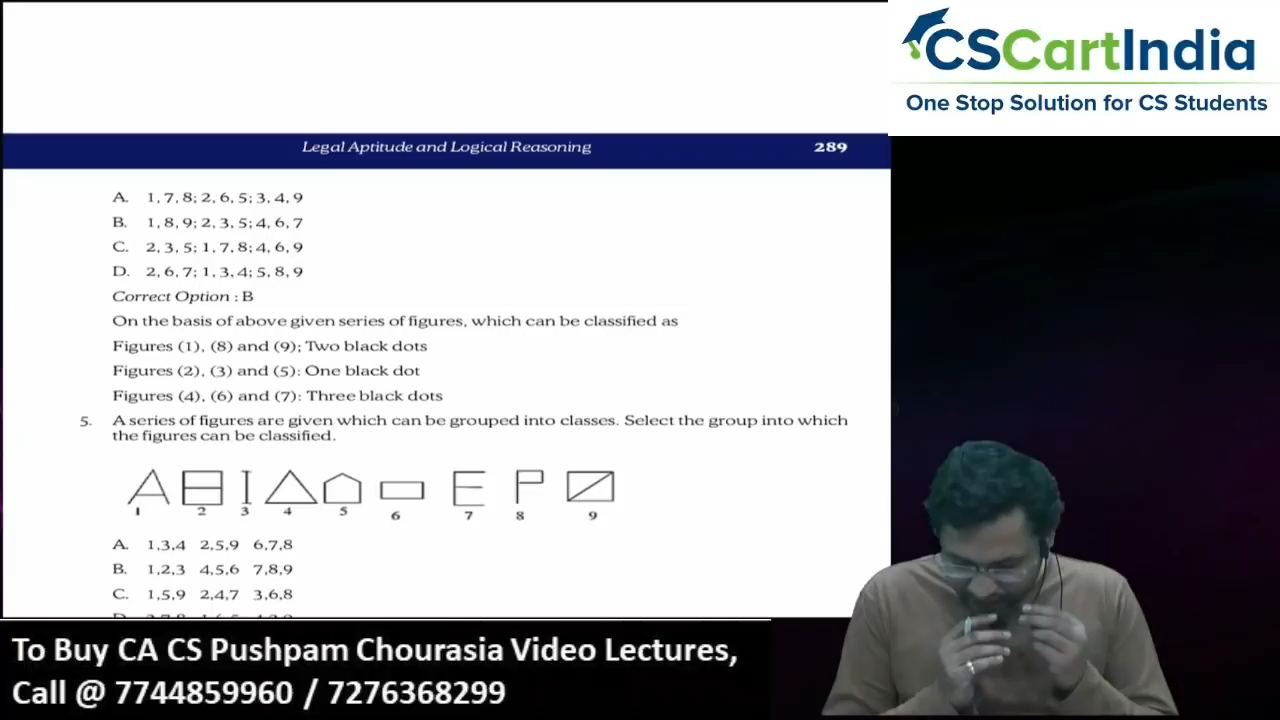 CSCartIndia
One Stop Solution for CS Students
Legal Aptitude and Logical Reasoning 289
A. 1, 7, 8; 2, 6, 5; 3, 4, 9
B. 1, 8, 9; 2, 3, 5; 4, 6, 7
C. 2, 3, 5; 1, 7, 8; 4, 6, 9
D. 2, 6, 7; 1, 3, 4; 5, 8, 9
Correct Option : B
On the basis of above given series of figures, which can be classified as
Figures (1), (8) and (9); Two black dots
Figures (2), (3) and (5): One black dot
Figures (4), (6) and (7): Three black dots
5. A series of figures are given which can be grouped into classes. Select the group into which
the figures can be classified.
1 2 3 4 5 6 7 8 9
A. 1,3,4 2,5,9 6,7,8
B. 1,2,3 4,5,6 7,8,9
C. 1,5,9 2,4,7 3,6,8
To Buy CA CS Pushpam Chourasia Video Lectures,
Call @ 7744859960 / 7276368299